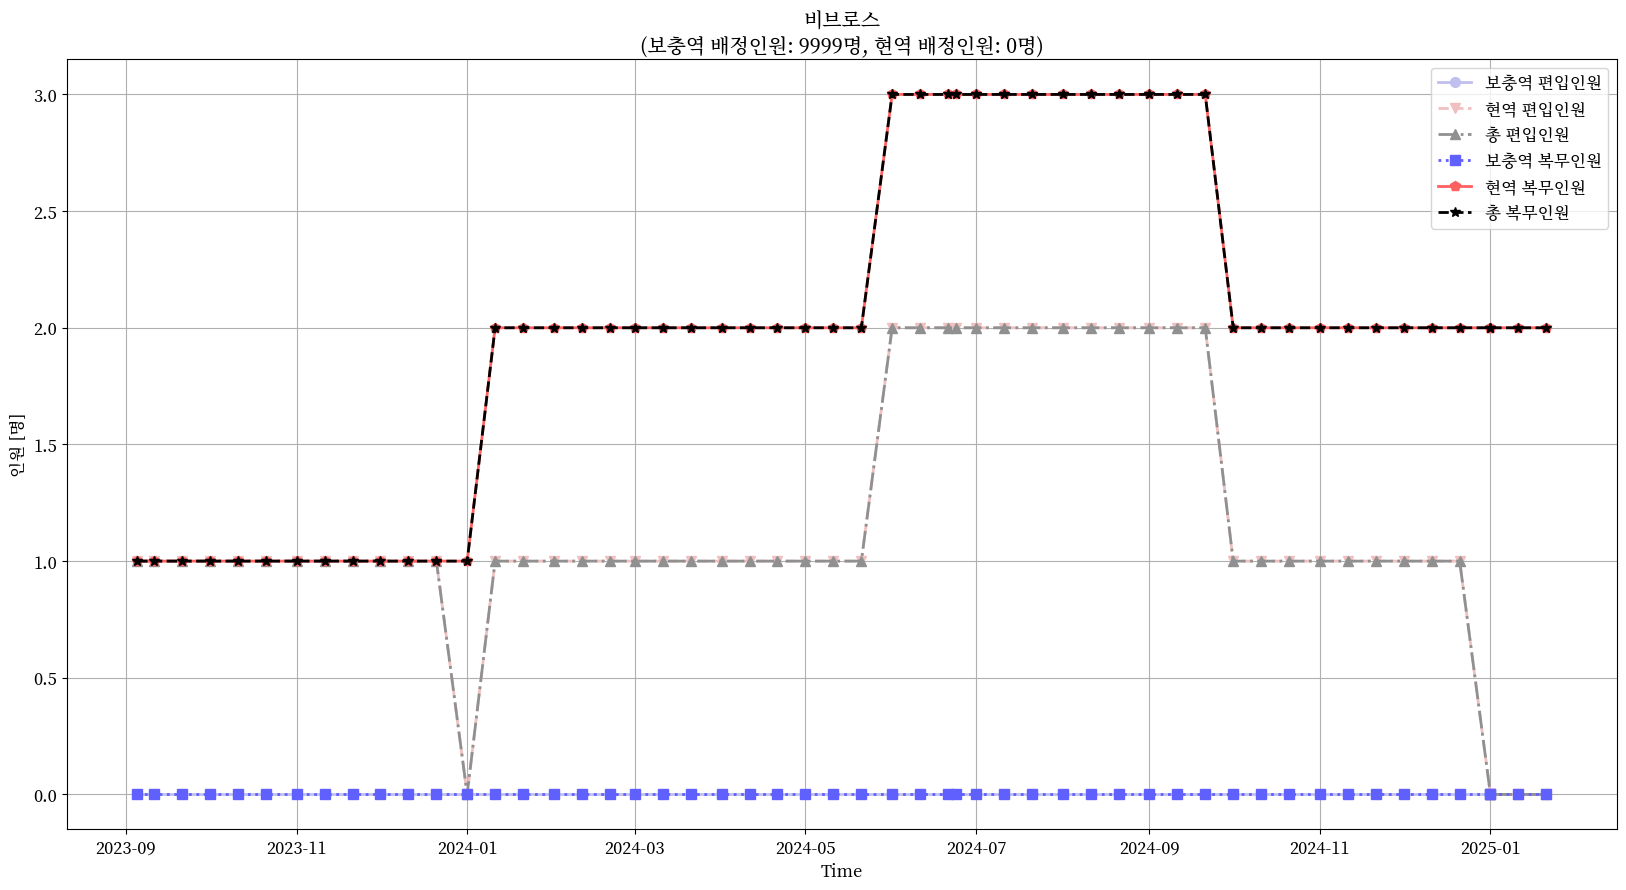 비브로스
(보충역 배정인원: 9999명, 현역 배정인원: 0명)
보충역 편입인원
현역 편입인원
총 편입인원
보충역 복무인원
현역 복무인원
총 복무인원
인원 [명]
3.0
2.5
2.0
1.5
1.0
0.5
0.0
2023-09 2023-11 2024-01 2024-03 2024-05 2024-07 2024-09 2024-11 2025-01
Time